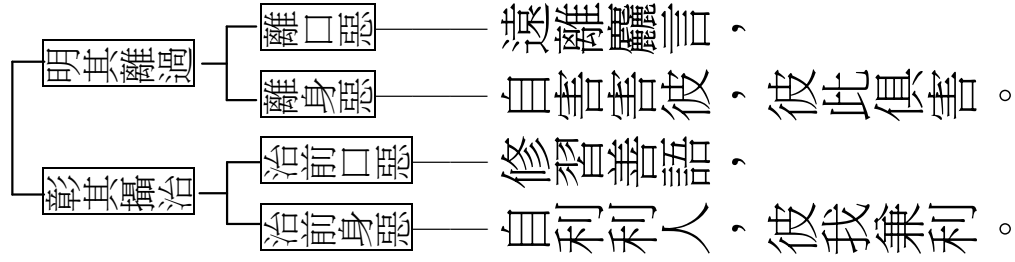 明其離過
離口惡
遠離麤言，
離身惡
自害害彼，彼此俱害。
彰其攝治
治前口惡
修習善語，
治前身惡
自利利人，彼我兼利。